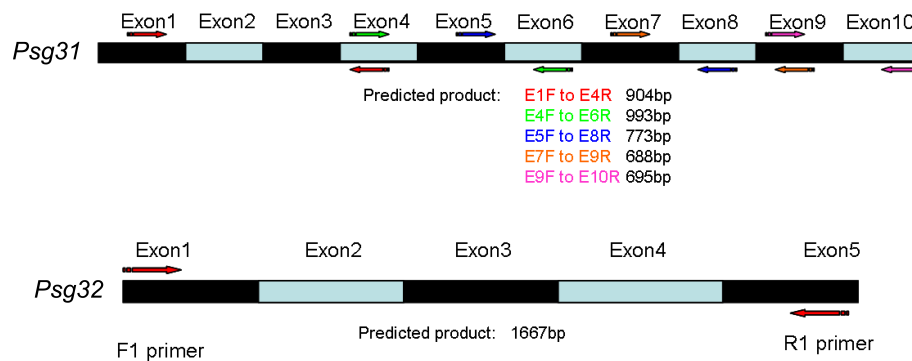 Exon1 Exon2 Exon3 Exon4 Exon5 Exon6 Exon7 Exon8 Exon9 Exon10
Psg31
Predicted product: E1F to E4R 904bp
E4F to E6R 993bp
E5F to E8R 773bp
E7F to E9R 688bp
E9F to E10R 695bp
Exon1 Exon2 Exon3 Exon4 Exon5
Psg32
Predicted product: 1667bp
F1 primer R1 primer